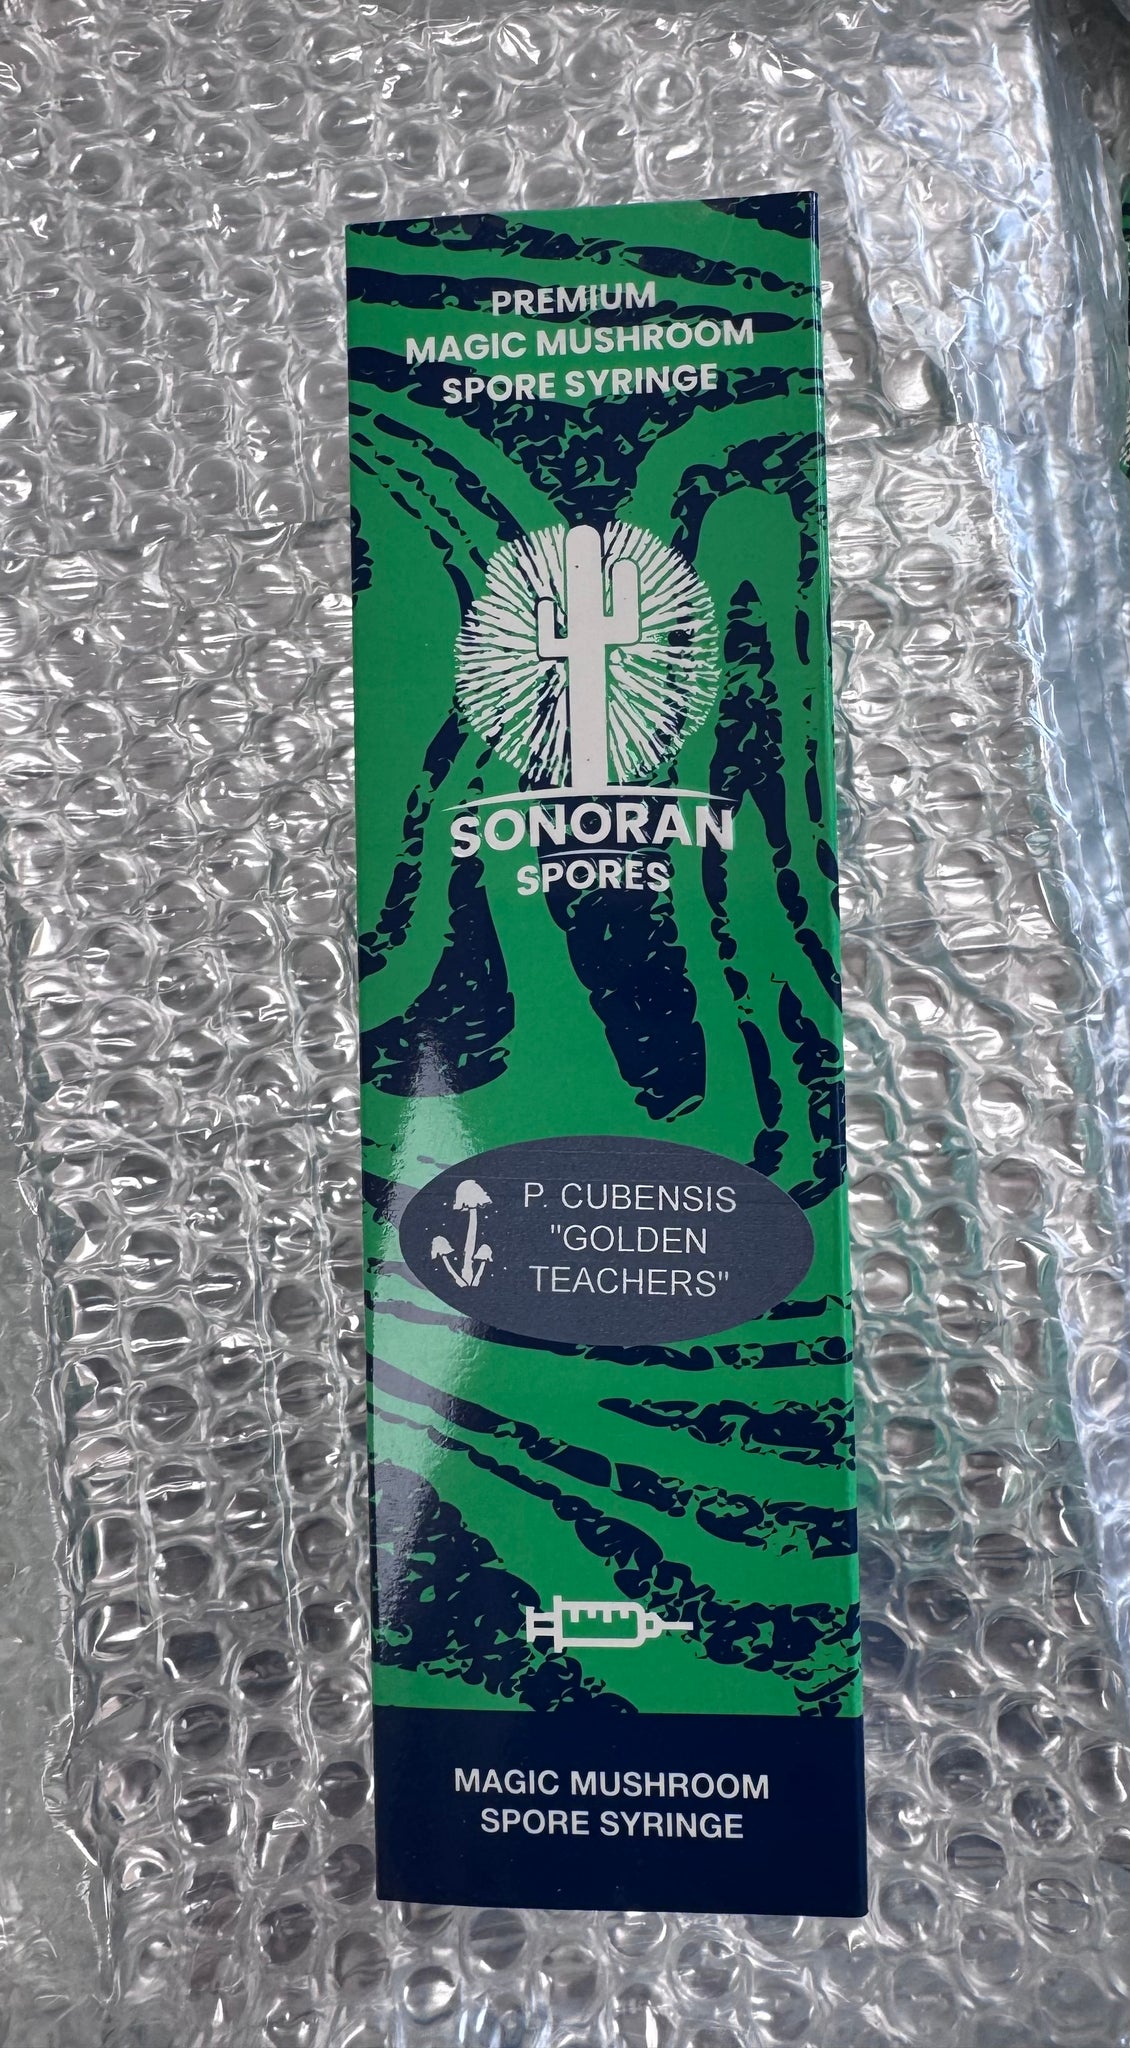 PREMIUM
MAGIC MUSHROOM
SPORE SYRINGE
SONORAN
SPORES
P. CUBENSIS
"GOLDEN
TEACHERS"
MAGIC MUSHROOM
SPORE SYRINGE